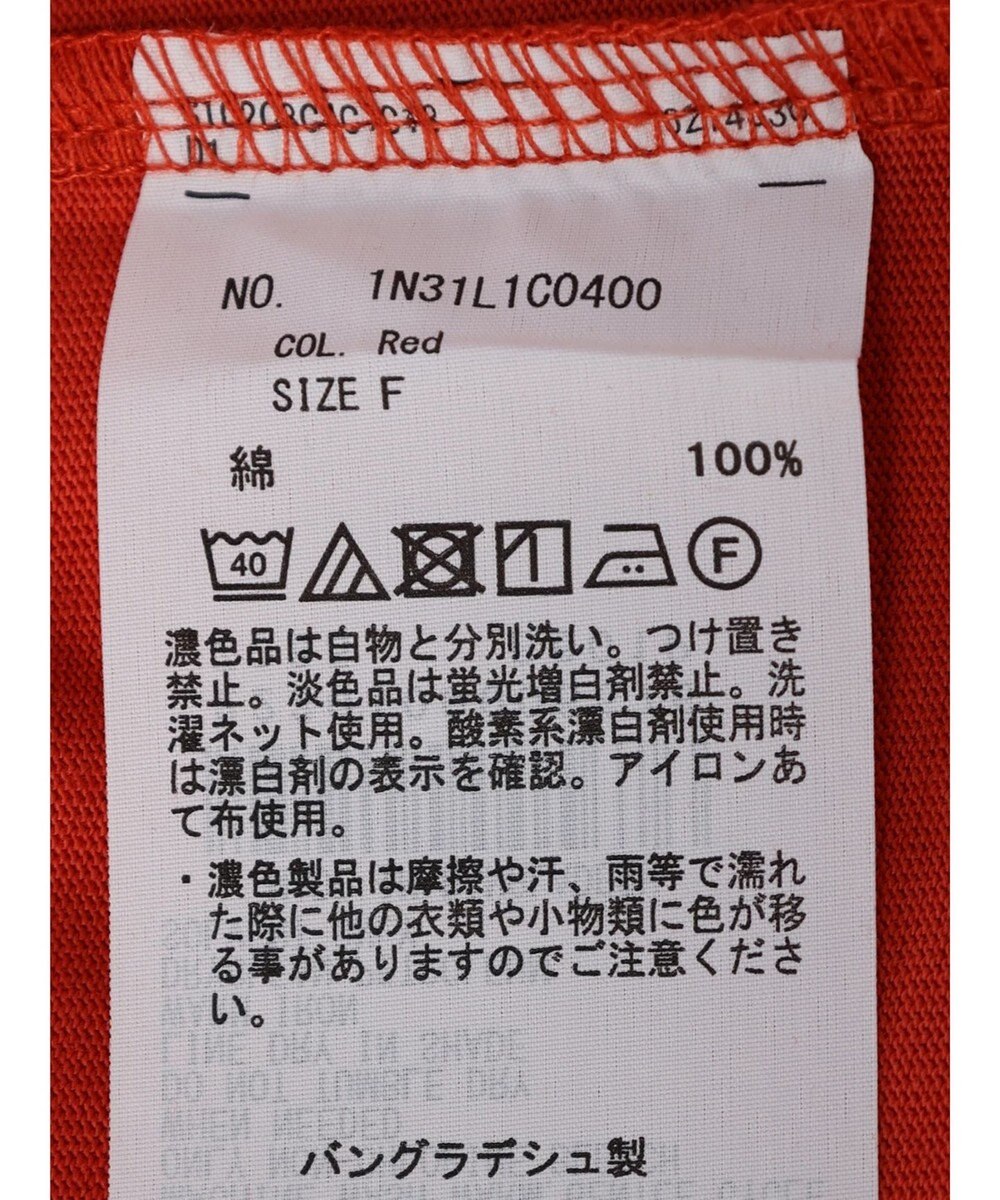 NO. 1N31L1C0400
COL. Red
SIZE F
綿 100%
40 1 F
濃色品は白物と分別洗い。つけ置き
禁止。淡色品は蛍光増白剤禁止。洗
濯ネット使用。酸素系漂白剤使用時
は漂白剤の表示を確認。アイロンあ
て布使用。
・濃色製品は摩擦や汗、雨等で濡れ
た際に他の衣類や小物類に色が移
る事がありますのでご注意くださ
い。
バングラデシュ製